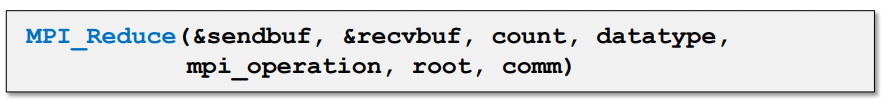 MPI_Reduce(&sendbuf, &recvbuf, count, datatype,
mpi_operation, root, comm)